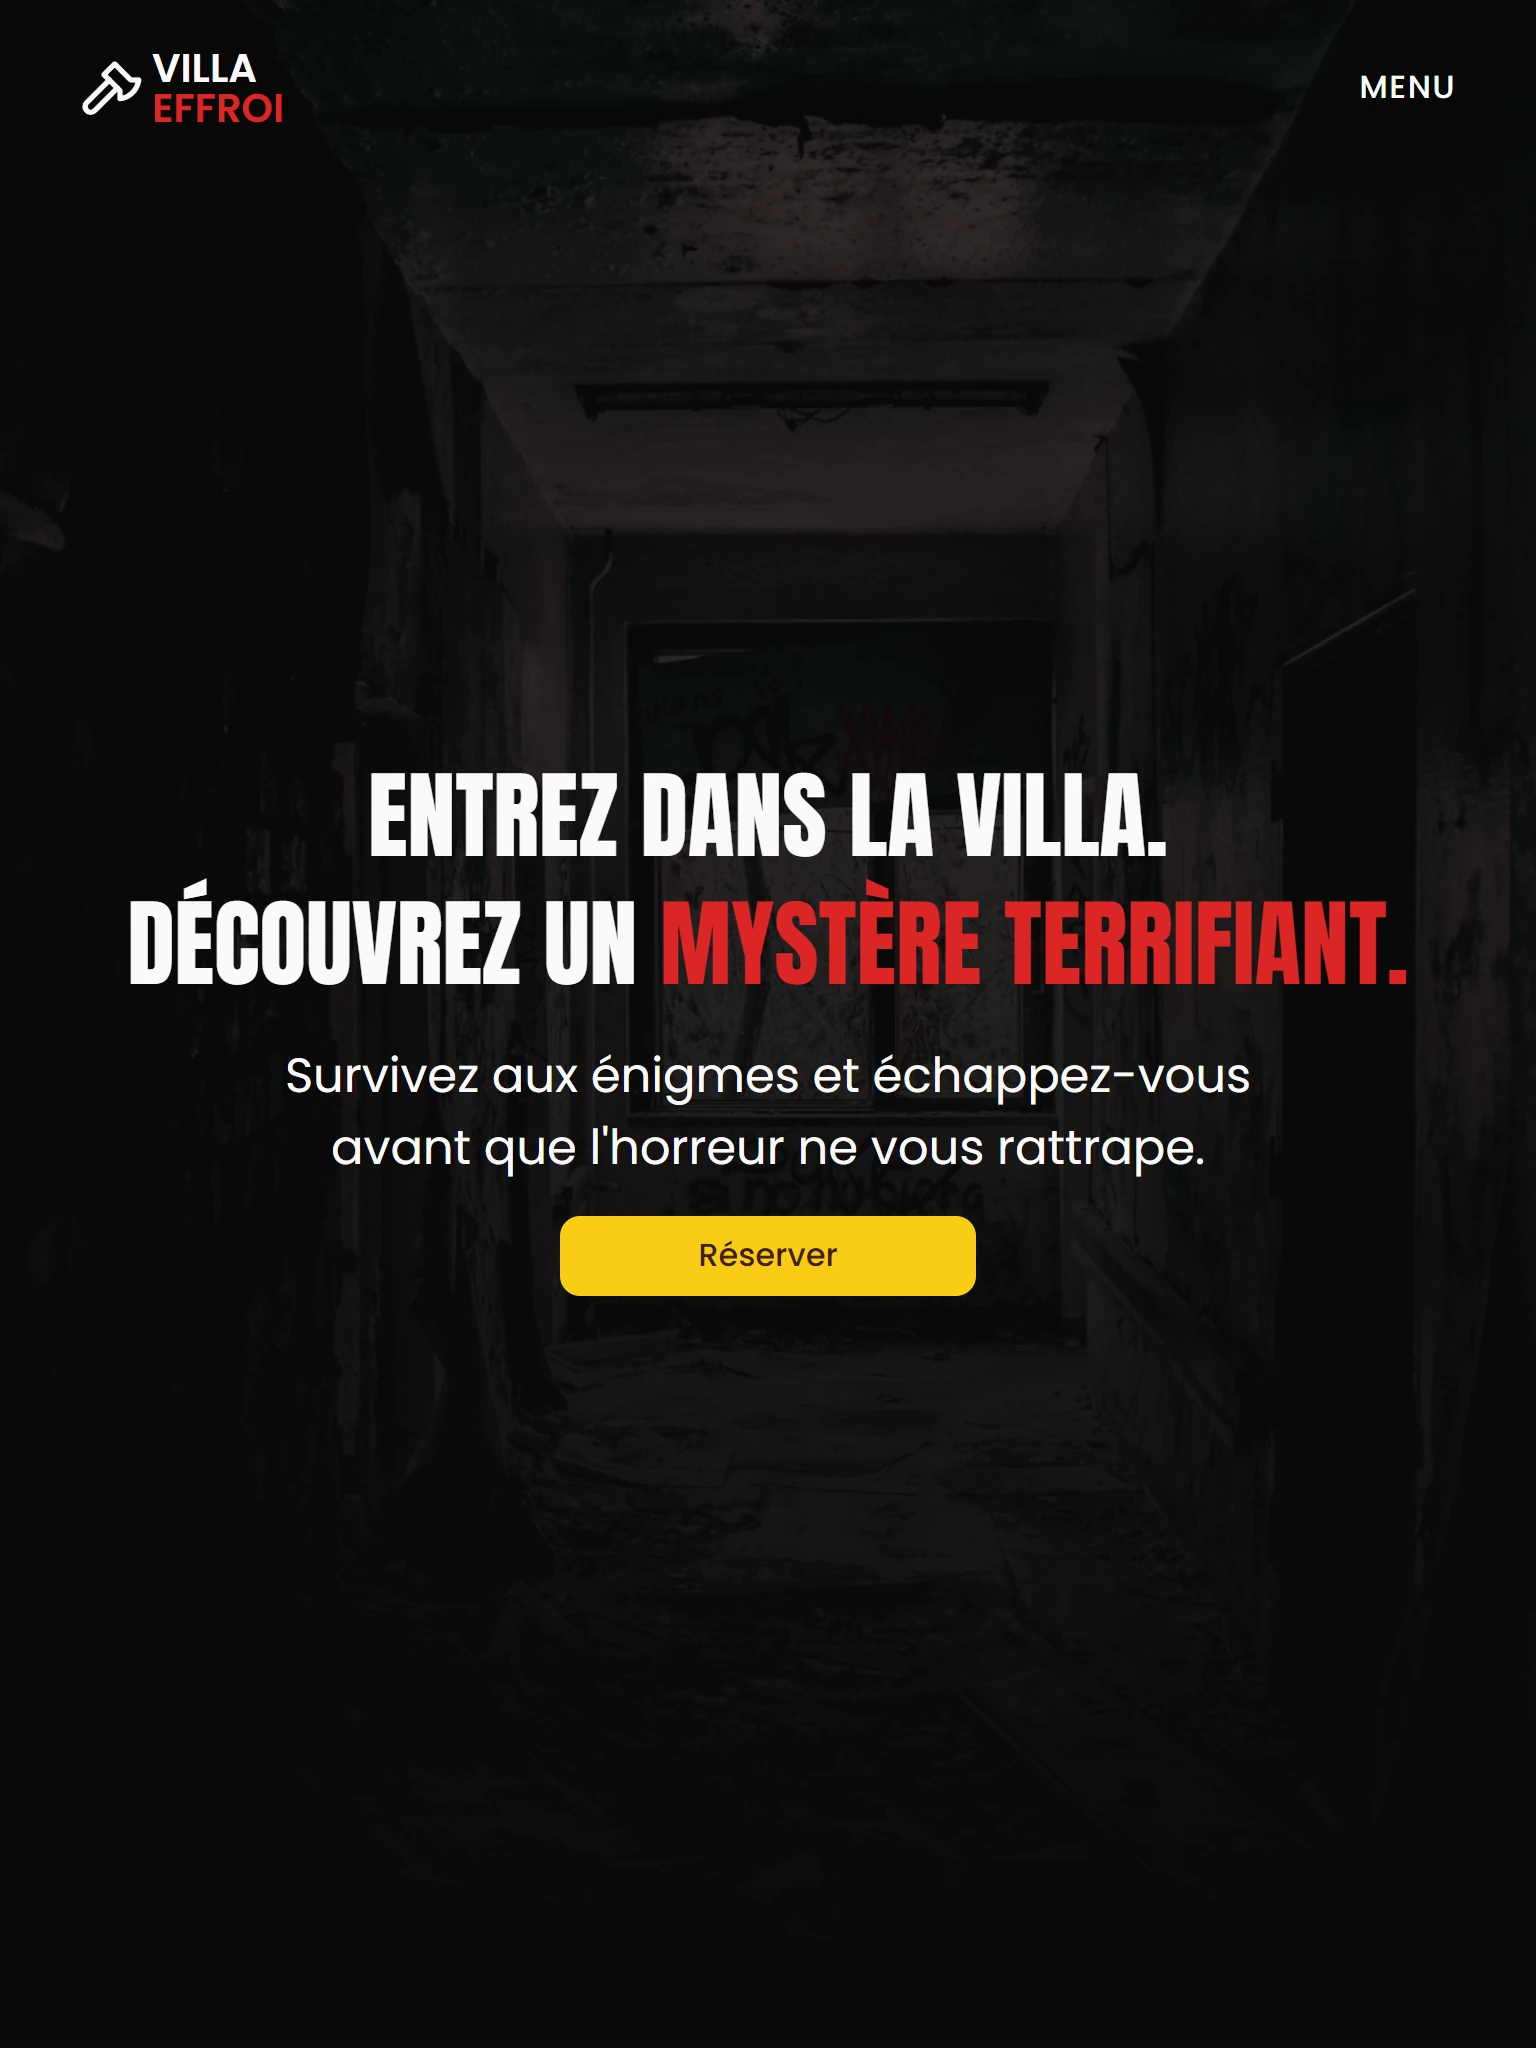 VILLA
EFFROI
MENU
ENTREZ DANS LA VILLA.
DÉCOUVREZ UN MYSTÈRE TERRIFIANT.
Survivez aux énigmes et échappez-vous
avant que l'horreur ne vous rattrape.
Réserver